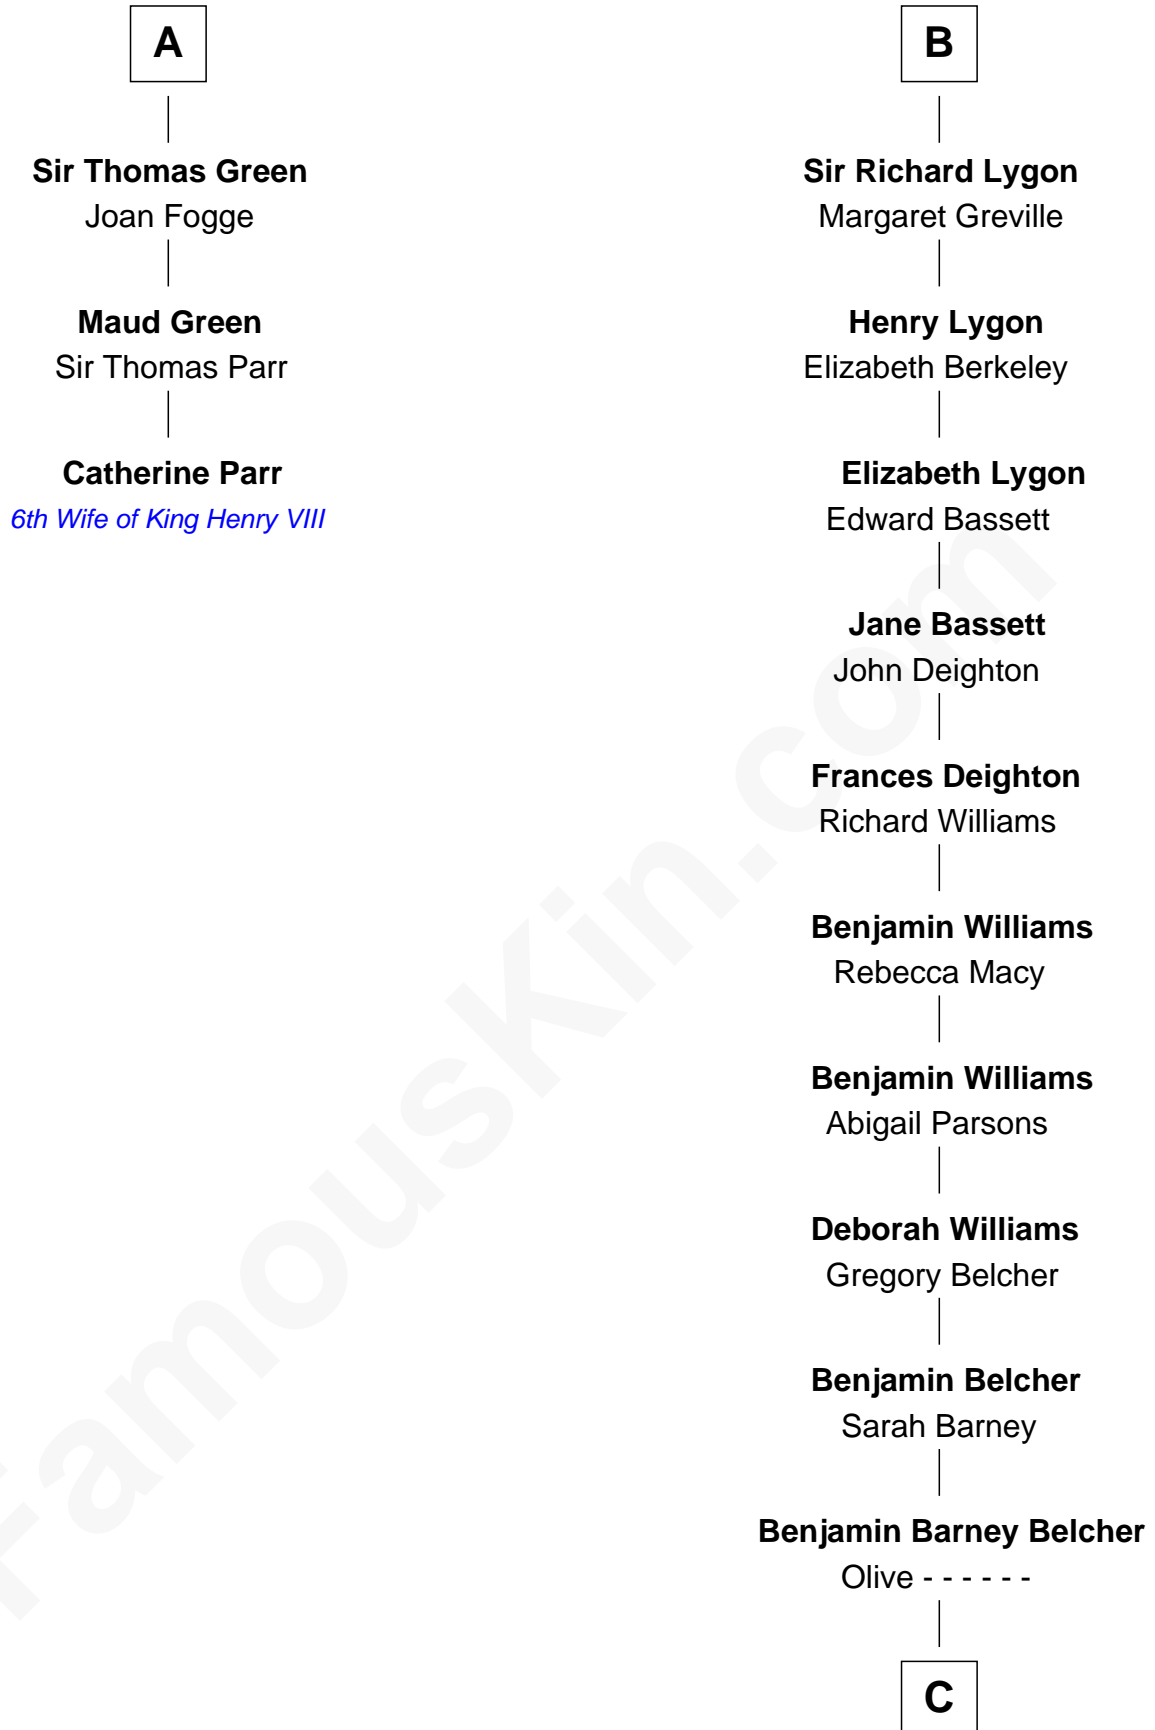 A
Sir Thomas Green
Joan Fogge
Maud Green
Sir Thomas Parr
Catherine Parr
6th Wife of King Henry VIII
B
Sir Richard Lygon
Margaret Greville
Henry Lygon
Elizabeth Berkeley
Elizabeth Lygon
Edward Bassett
Jane Bassett
John Deighton
Frances Deighton
Richard Williams
Benjamin Williams
Rebecca Macy
Benjamin Williams
Abigail Parsons
Deborah Williams
Gregory Belcher
Benjamin Belcher
Sarah Barney
Benjamin Barney Belcher
Olive - - - - - -
C
FamousKin.com